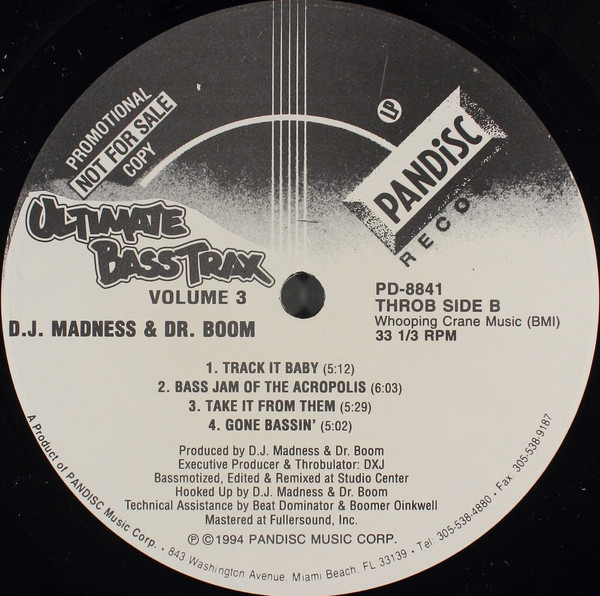 PROMOTIONAL
NOT FOR SALE
COPY
LP
PANDiSC
RECO
ULTIMATE
BASS TRAX
VOLUME 3
D.J. MADNESS & DR. BOOM
PD-8841
THROB SIDE B
Whooping Crane Music (BMI)
33 1/3 RPM
1. TRACK IT BABY (5:12)
2. BASS JAM OF THE ACROPOLIS (6:03)
3. TAKE IT FROM THEM (5:29)
4. GONE BASSIN' (5:02)
Produced by D.J. Madness & Dr. Boom
Executive Producer & Throbulator: DXJ
Bassmotized, Edited & Remixed at Studio Center
Hooked Up by D.J. Madness & Dr. Boom
Technical Assistance by Beat Dominator & Boomer Oinkwell
Mastered at Fullersound, Inc.
℗ © 1994 PANDISC MUSIC CORP.
A Product of PANDISC Music Corp. • 843 Washington Avenue, Miami Beach, FL 33139 • Tel: 305-538-4880 • Fax 305-538-9187